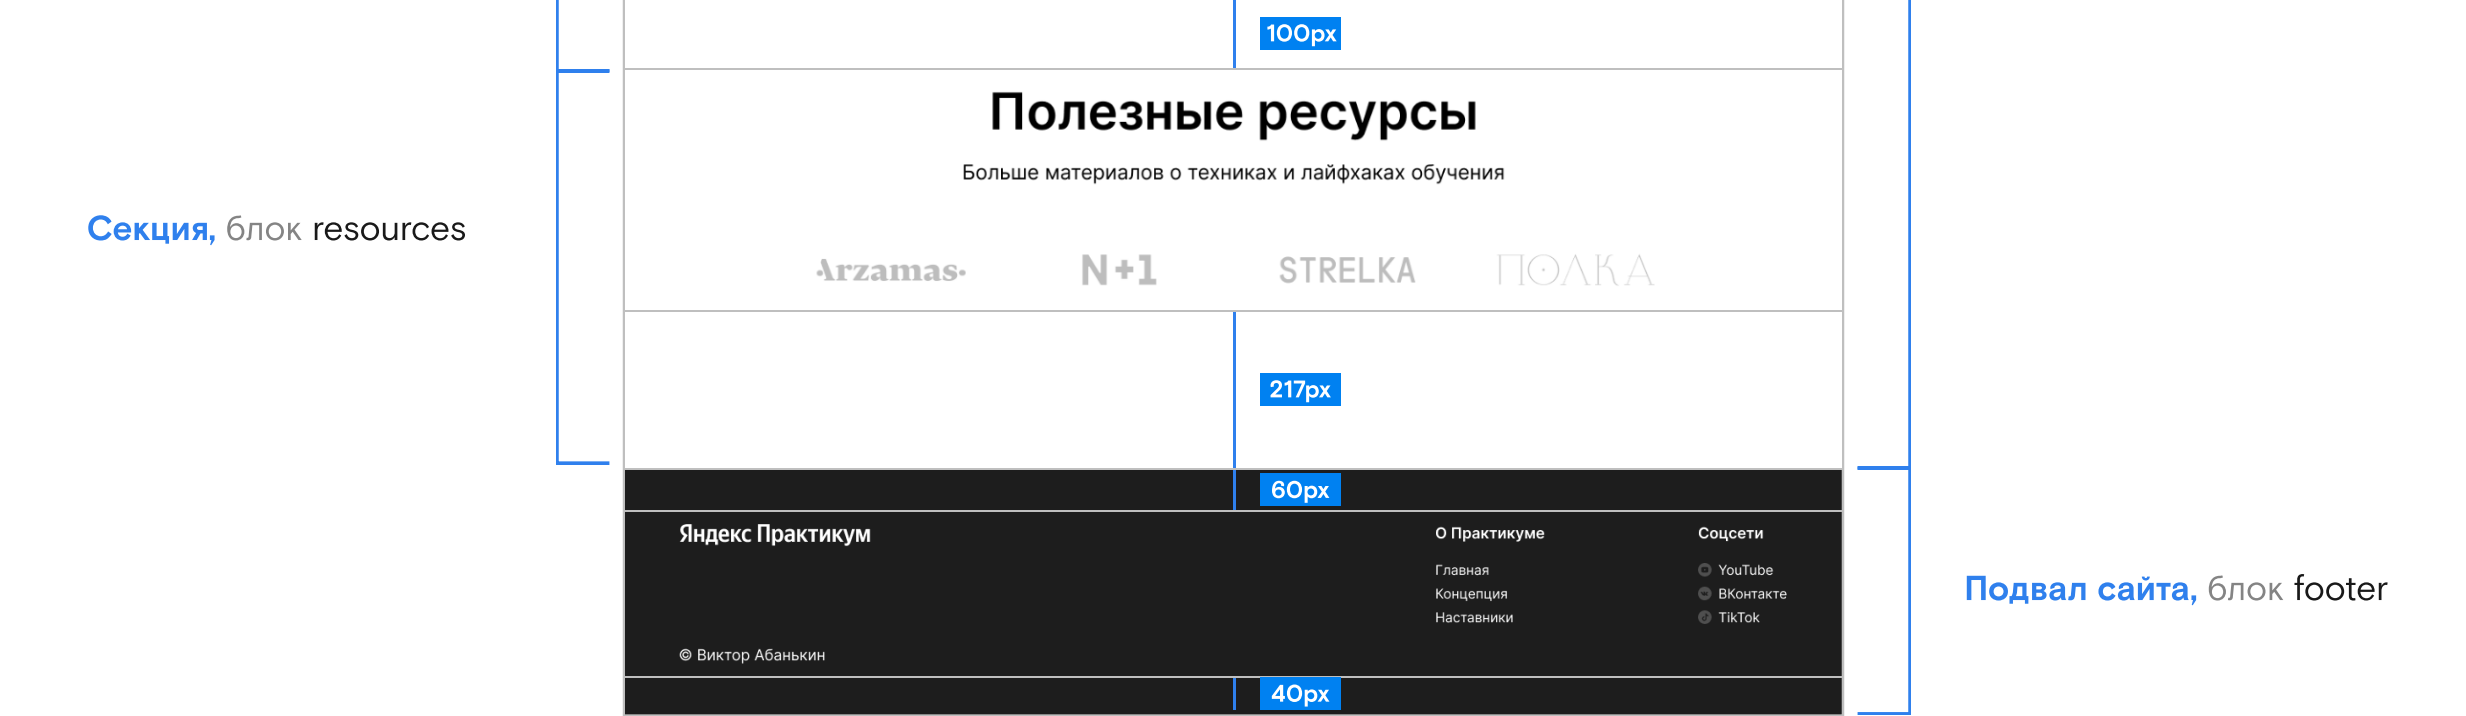 100px
Полезные ресурсы
Больше материалов о техниках и лайфхаках обучения
Секция, блок resources
Arzamas
N+1
STRELKA
ПОЛКА
217px
60px
Яндекс Практикум
О Практикуме
Главная
Концепция
Наставники
Соцсети
YouTube
ВКонтакте
TikTok
Подвал сайта, блок footer
© Виктор Абанькин
40px